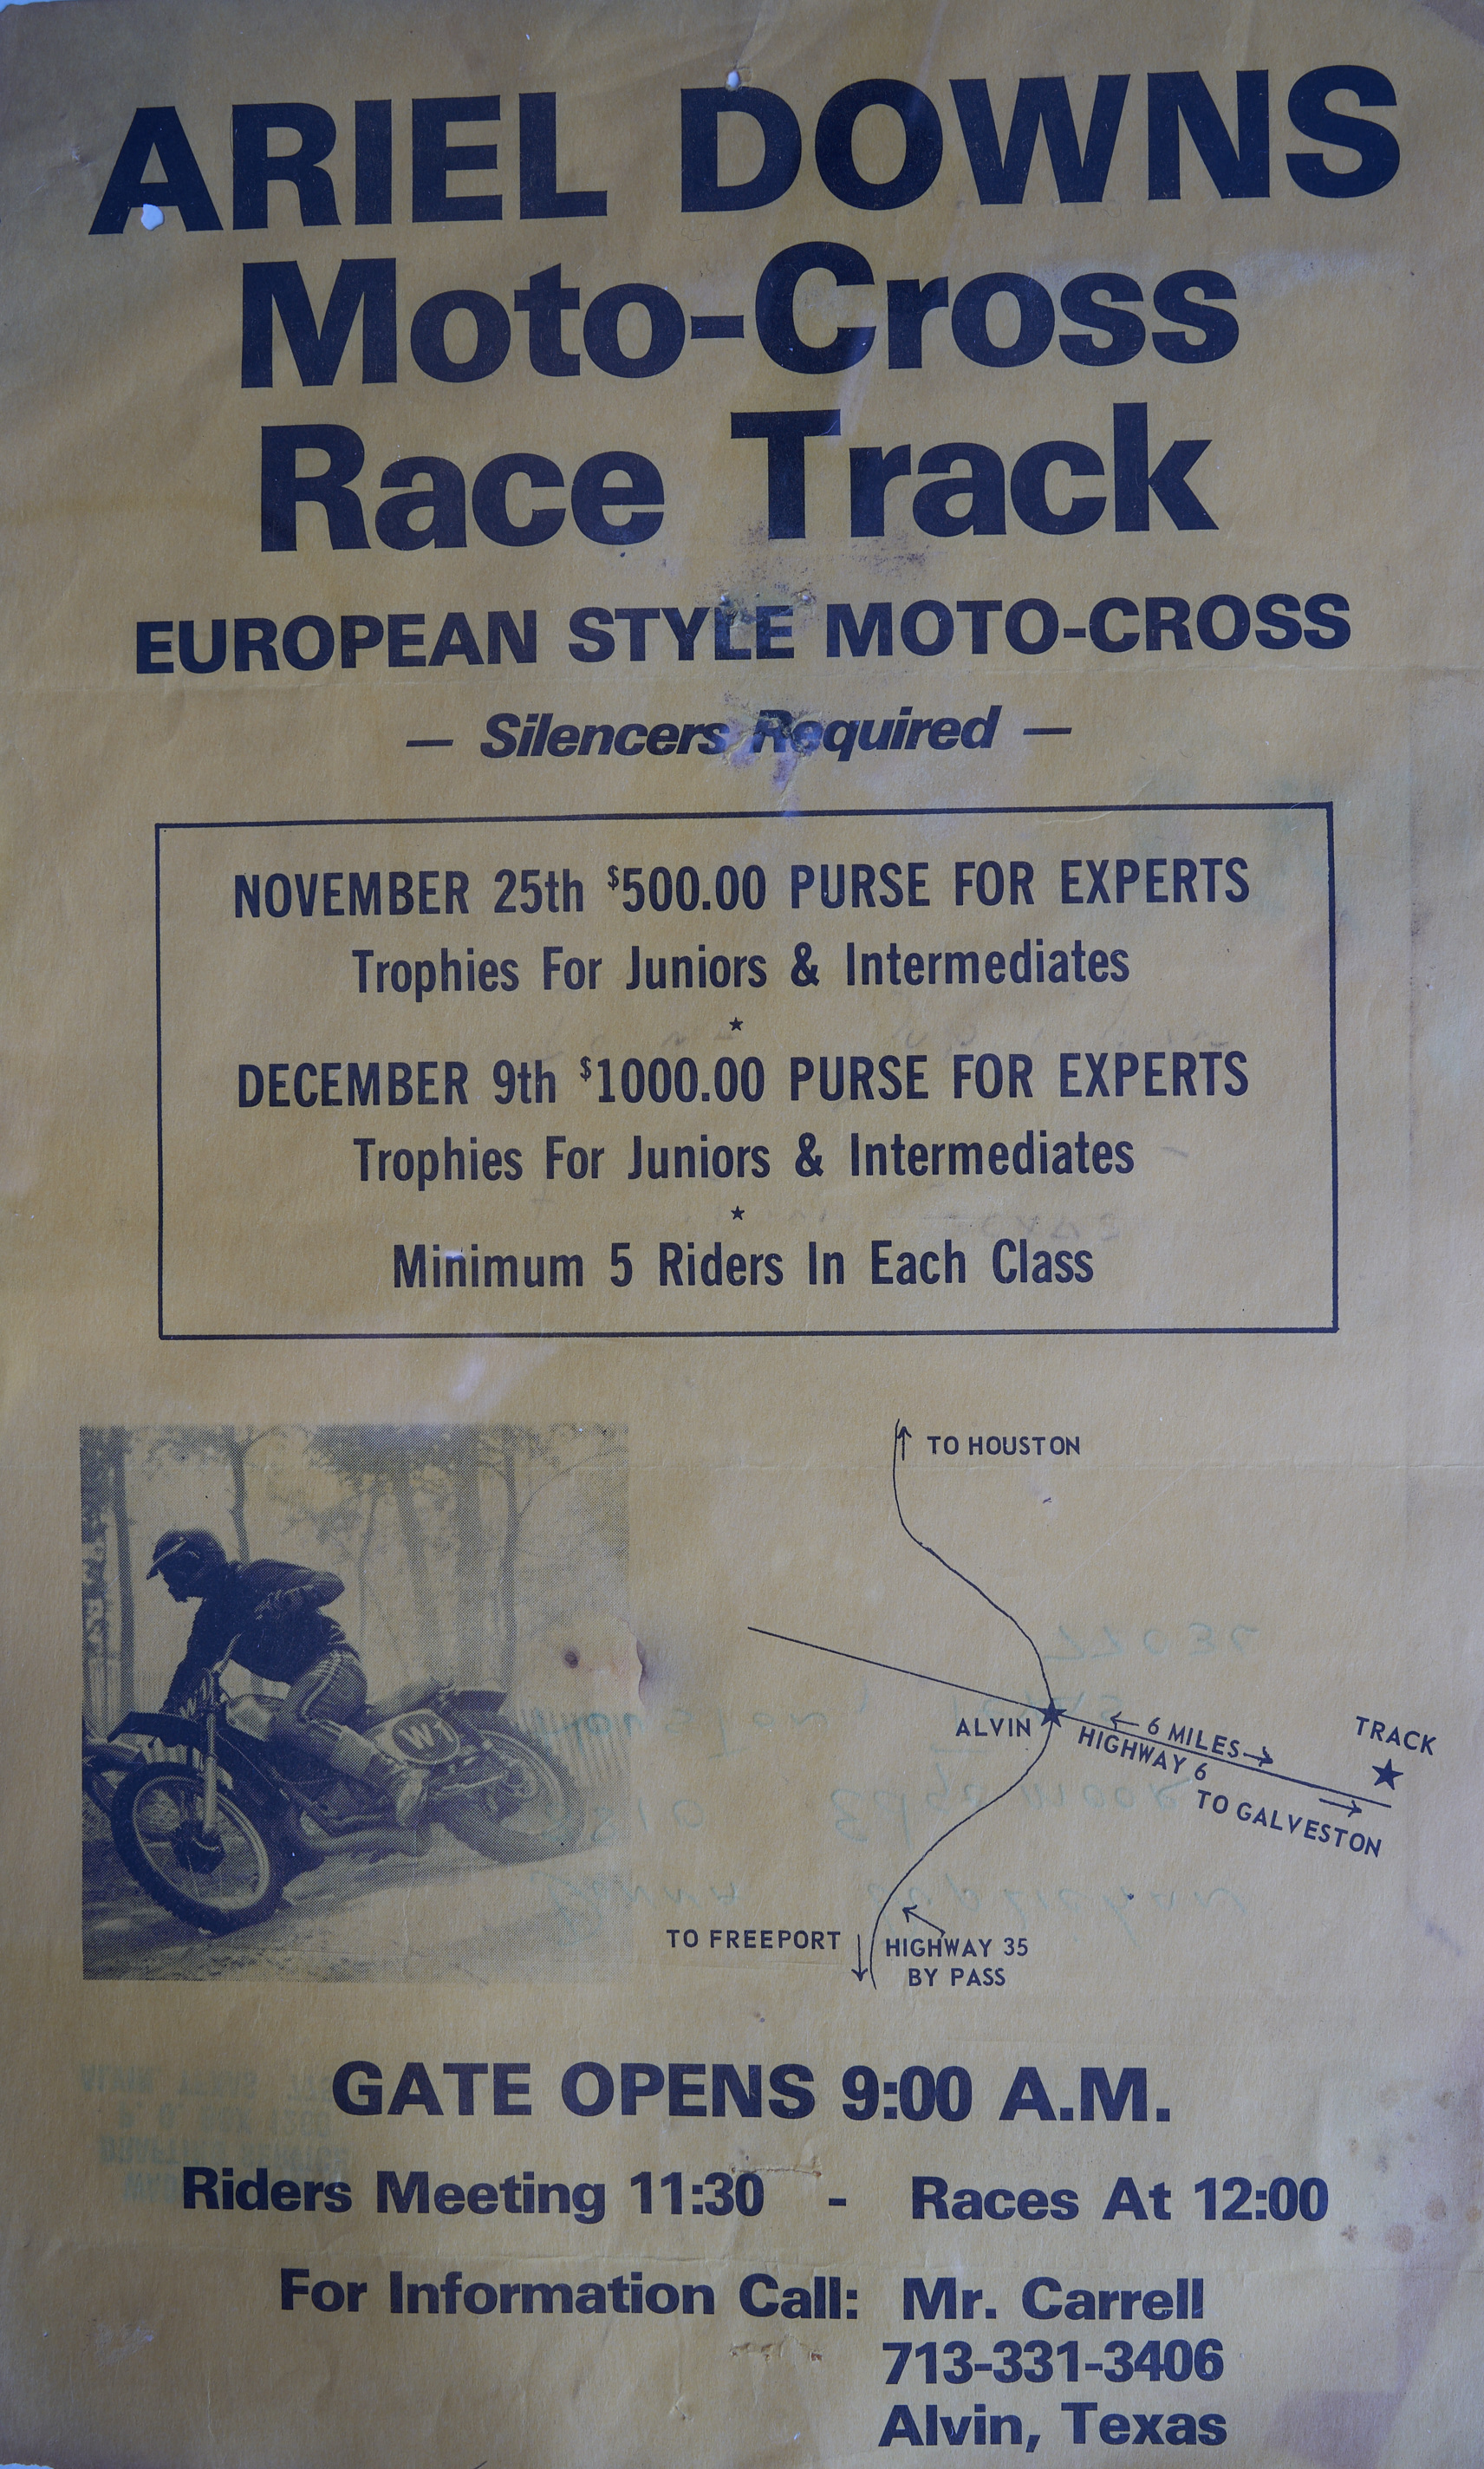 ARIEL DOWNS
Moto-Cross
Race Track
EUROPEAN STYLE MOTO-CROSS
— Silencers Required —
NOVEMBER 25th $500.00 PURSE FOR EXPERTS
Trophies For Juniors & Intermediates
★
DECEMBER 9th $1000.00 PURSE FOR EXPERTS
Trophies For Juniors & Intermediates
★
Minimum 5 Riders In Each Class
TO HOUSTON
ALVIN
← 6 MILES →
HIGHWAY 6
TRACK
TO GALVESTON
W1
TO FREEPORT
HIGHWAY 35
BY PASS
GATE OPENS 9:00 A.M.
Riders Meeting 11:30 - Races At 12:00
For Information Call: Mr. Carrell
713-331-3406
Alvin, Texas